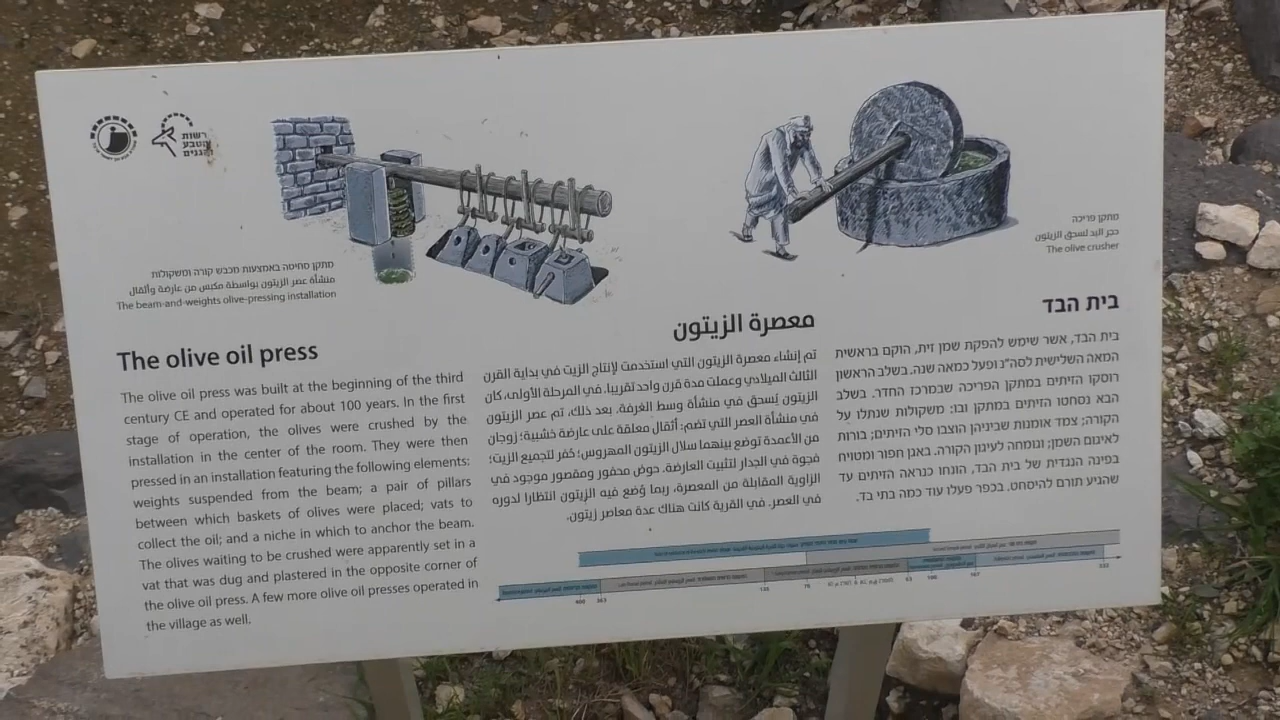 רשות
הטבע
והגנים
מתקן סחיטה באמצעות מכבש קורה ומשקולות
منشأة عصر الزيتون بواسطة مكبس من عارضة وأثقال
The beam-and-weights olive-pressing installation
מתקן פריכה
حجر البد لسحق الزيتون
The olive crusher
The olive oil press
The olive oil press was built at the beginning of the third
century CE and operated for about 100 years. In the first
stage of operation, the olives were crushed by the
installation in the center of the room. They were then
pressed in an installation featuring the following elements:
weights suspended from the beam; a pair of pillars
between which baskets of olives were placed; vats to
collect the oil; and a niche in which to anchor the beam.
The olives waiting to be crushed were apparently set in a
vat that was dug and plastered in the opposite corner of
the olive oil press. A few more olive oil presses operated in
the village as well.
معصرة الزيتون
تم إنشاء معصرة الزيتون التي استخدمت لإنتاج الزيت في بداية القرن
الثالث الميلادي وعملت مدة قرن واحد تقريبا. في المرحلة الأولى، كان
الزيتون يُسحق في منشأة وسط الغرفة. بعد ذلك، تم عصر الزيتون
في منشأة العصر التي تضم: أثقال معلقة على عارضة خشبية؛ زوجان
من الأعمدة توضع بينهما سلال الزيتون المهروس؛ حُفر لتجميع الزيت؛
فجوة في الجدار لتثبيت العارضة. حوض محفور ومقصور موجود في
الزاوية المقابلة من المعصرة، ربما وُضع فيه الزيتون انتظارا لدوره
في العصر. في القرية كانت هناك عدة معاصر زيتون.
בית הבד
בית הבד, אשר שימש להפקת שמן זית, הוקם בראשית
המאה השלישית לסה"נ ופעל כמאה שנה. בשלב הראשון
רוסקו הזיתים במתקן הפריכה שבמרכז החדר. בשלב
הבא נסחטו הזיתים במתקן ובו: משקולות שנתלו על
הקורה; צמד אומנות שביניהן הוצבו סלי הזיתים; בורות
לאיגום השמן; וגומחה לעיגון הקורה. באגן חפור ומטויח
בפינה הנגדית של בית הבד, הונחו כנראה הזיתים עד
שהגיע תורם להיסחט. בכפר פעלו עוד כמה בתי בד.